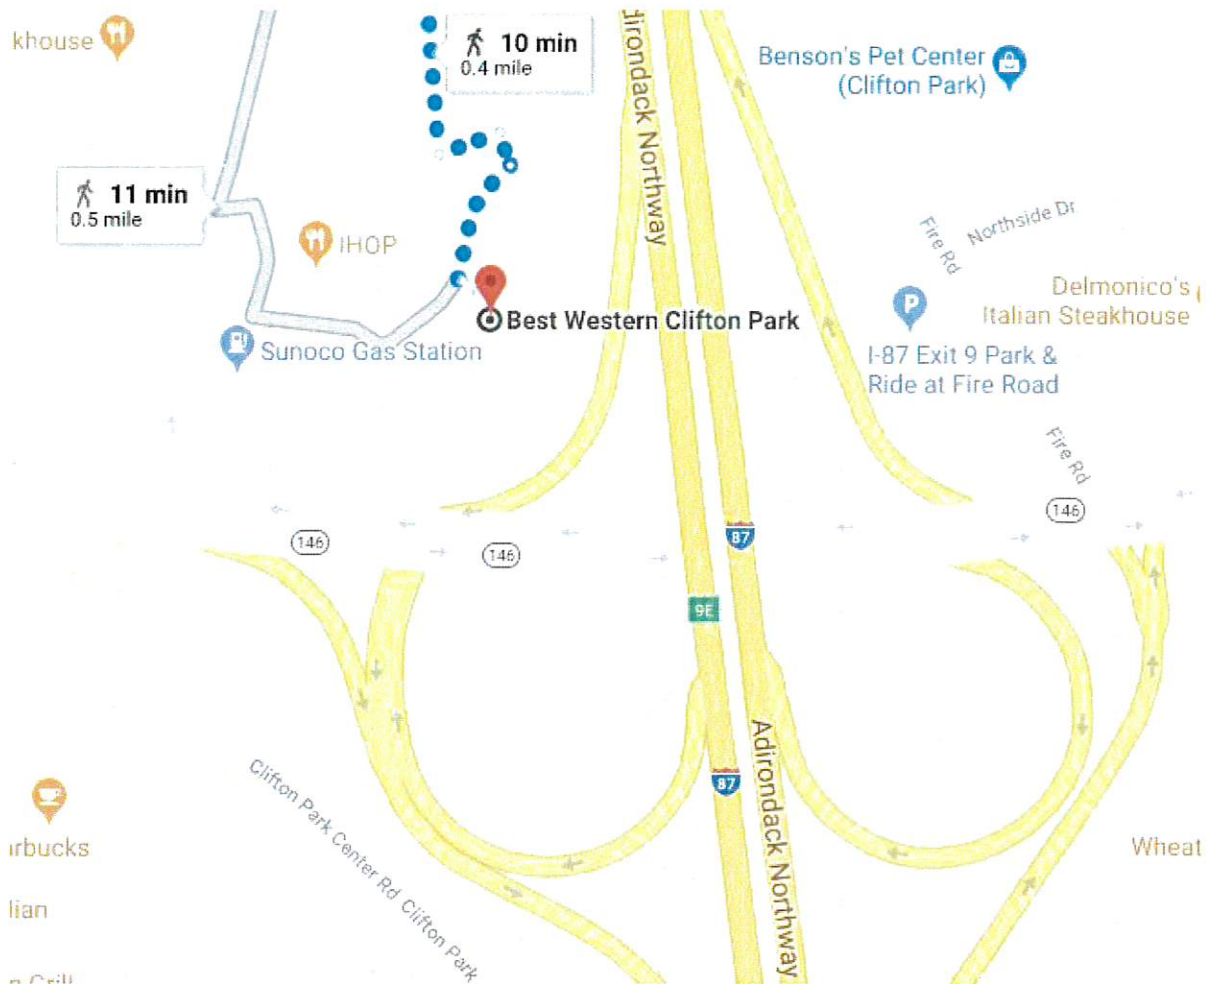 khouse
10 min
0.4 mile
Adirondack Northway
Benson's Pet Center
(Clifton Park)
11 min
0.5 mile
IHOP
Fire Rd
Northside Dr
Delmonico's
Italian Steakhouse
P
Best Western Clifton Park
Sunoco Gas Station
I-87 Exit 9 Park &
Ride at Fire Road
Fire Rd
146
146
146
87
9E
87
Adirondack Northway
Clifton Park Center Rd
Clifton Park
arbucks
Wheat
lian
n Grill